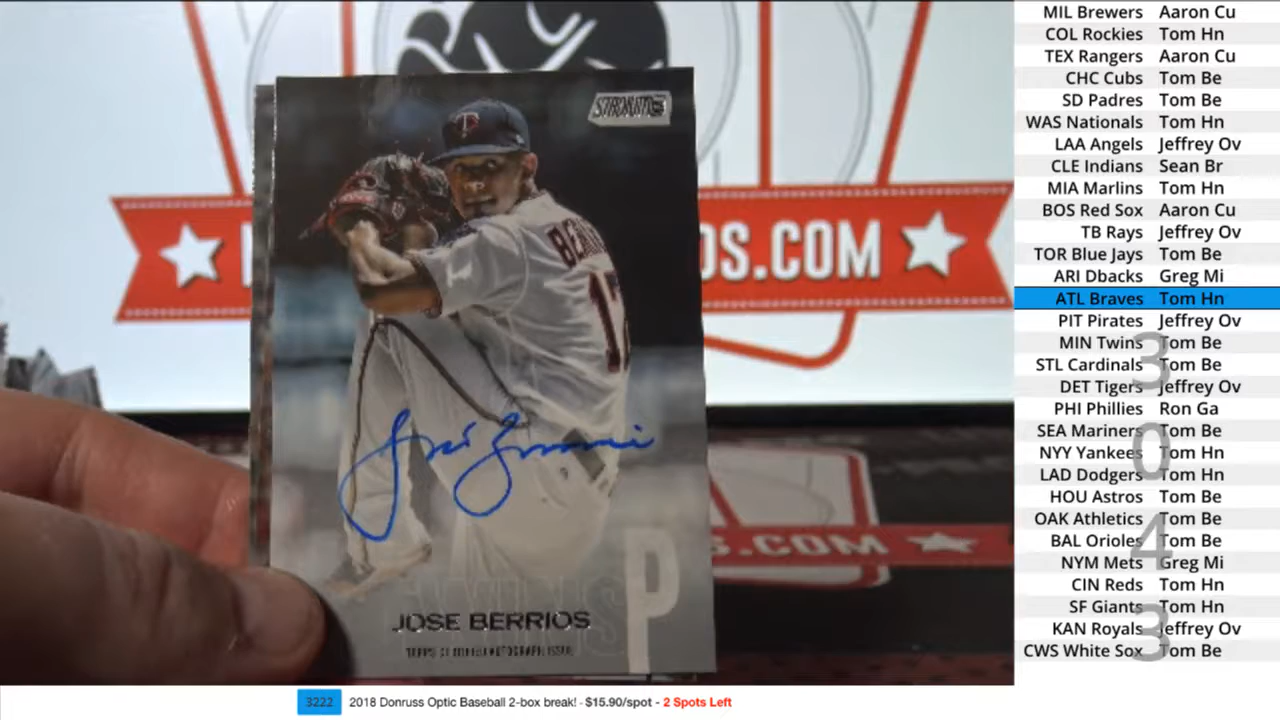 STADIUM
BERR
17
S.COM
JOSE BERRIOS
P
S.COM
MIL Brewers Aaron Cu
COL Rockies Tom Hn
TEX Rangers Aaron Cu
CHC Cubs Tom Be
SD Padres Tom Be
WAS Nationals Tom Hn
LAA Angels Jeffrey Ov
CLE Indians Sean Br
MIA Marlins Tom Hn
BOS Red Sox Aaron Cu
TB Rays Jeffrey Ov
TOR Blue Jays Tom Be
ARI Dbacks Greg Mi
ATL Braves Tom Hn
PIT Pirates Jeffrey Ov
MIN Twins Tom Be
STL Cardinals Tom Be
DET Tigers Jeffrey Ov
PHI Phillies Ron Ga
SEA Mariners Tom Be
NYY Yankees Tom Hn
LAD Dodgers Tom Hn
HOU Astros Tom Be
OAK Athletics Tom Be
BAL Orioles Tom Be
NYM Mets Greg Mi
CIN Reds Tom Hn
SF Giants Tom Hn
KAN Royals Jeffrey Ov
CWS White Sox Tom Be
3
0
4
3
3222 2018 Donruss Optic Baseball 2-box break! - $15.90/spot - 2 Spots Left